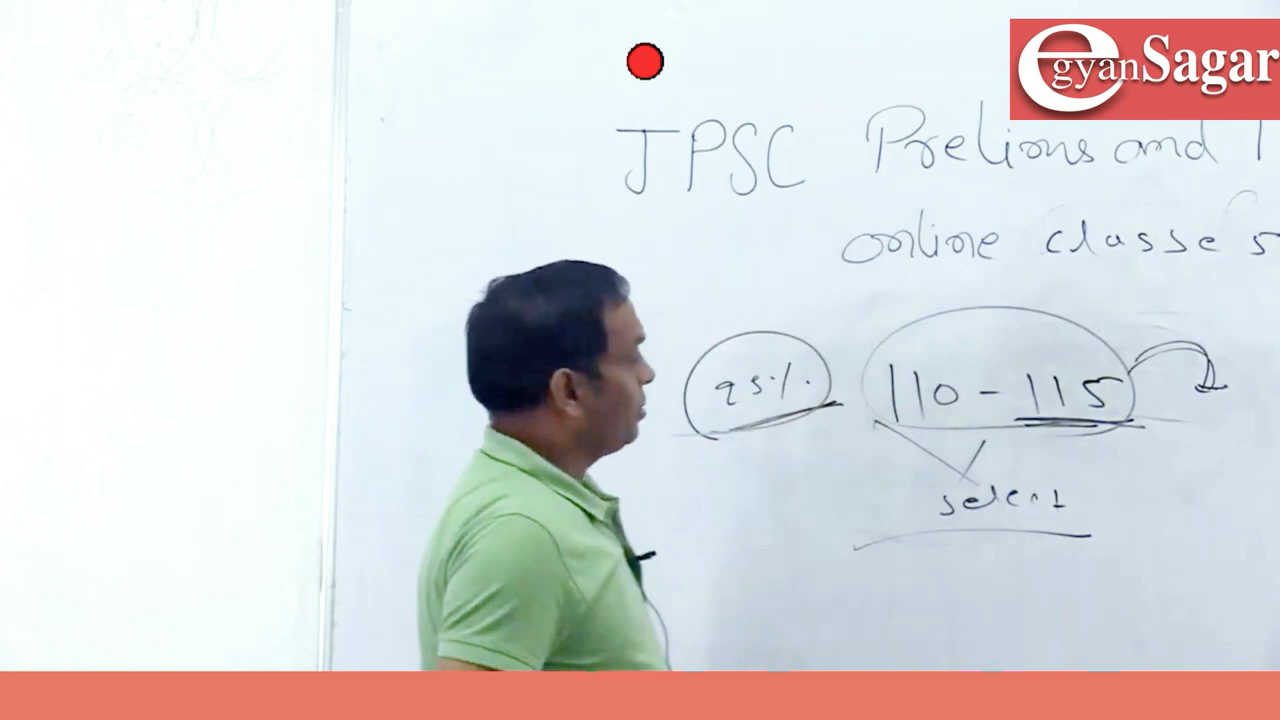 egyanSagar
JPSC Prelims and
online classes
95%. 110 - 115
select